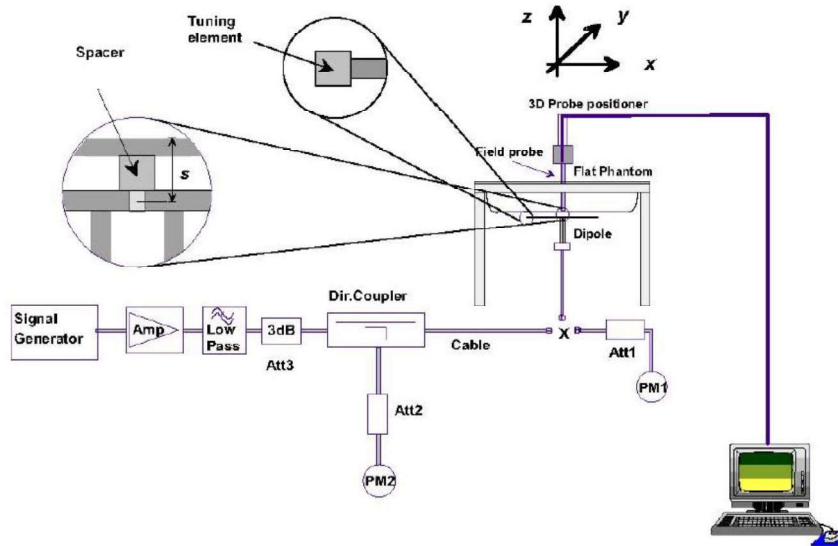 Tuning
element
Spacer
s
z
y
x
3D Probe positioner
Field probe
Flat Phantom
Dipole
Dir.Coupler
Signal
Generator
Amp
Low
Pass
3dB
Att3
Cable
X
Att1
PM1
Att2
PM2